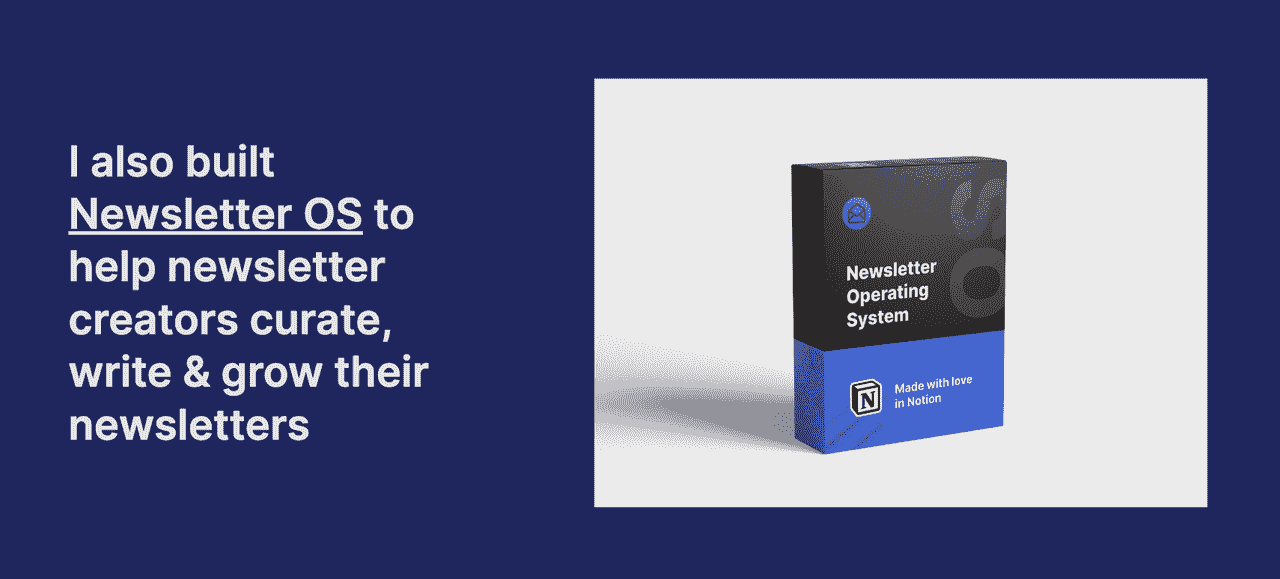 I also built
Newsletter OS to
help newsletter
creators curate,
write & grow their
newsletters
OS
Newsletter
Operating
System
N
Made with love
in Notion